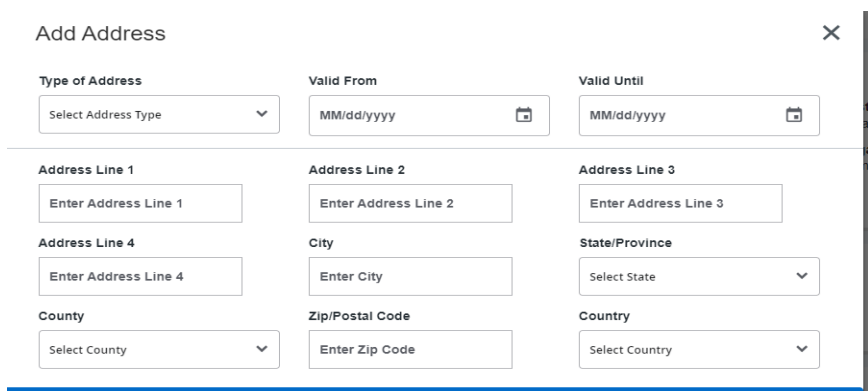 Add Address
Type of Address Valid From Valid Until
Select Address Type MM/dd/yyyy MM/dd/yyyy
Address Line 1 Address Line 2 Address Line 3
Enter Address Line 1 Enter Address Line 2 Enter Address Line 3
Address Line 4 City State/Province
Enter Address Line 4 Enter City Select State
County Zip/Postal Code Country
Select County Enter Zip Code Select Country